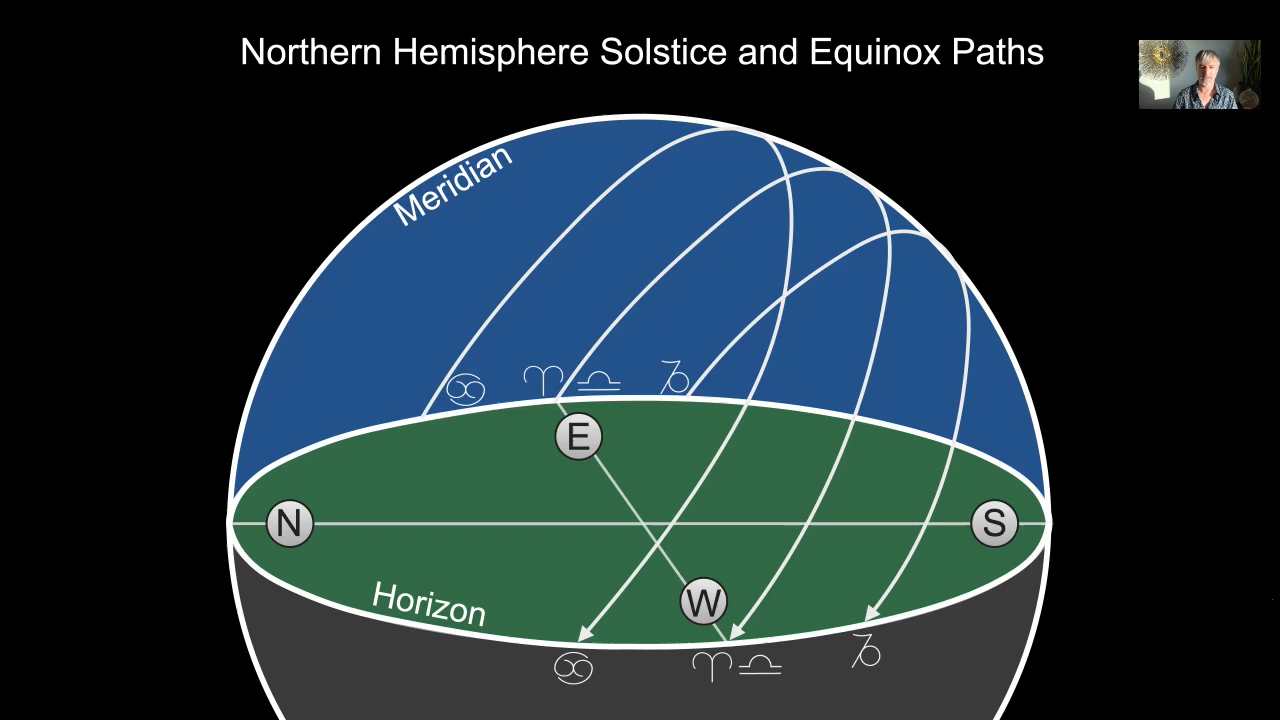 Northern Hemisphere Solstice and Equinox Paths
Meridian
♋ ♈ ♎ ♑
E
N
S
W
Horizon
♋ ♈ ♎ ♑